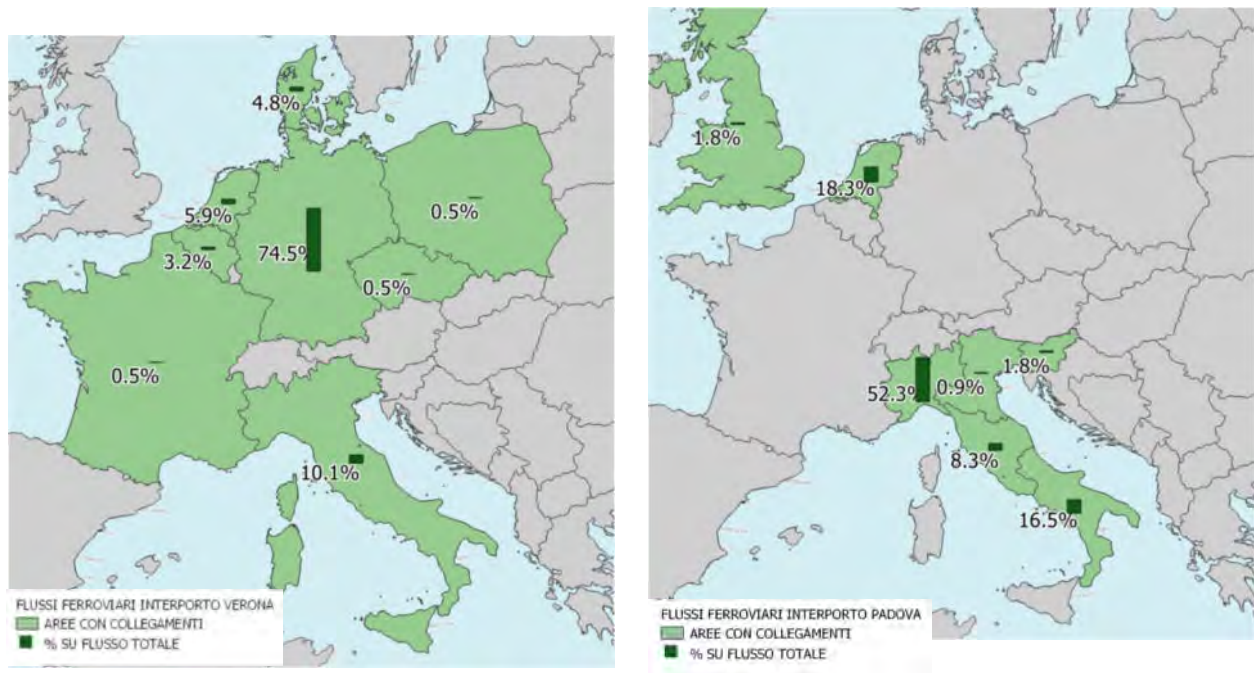 4.8%
5.9%
0.5%
3.2%
74.5%
0.5%
0.5%
10.1%
FLUSSI FERROVIARI INTERPORTO VERONA
AREE CON COLLEGAMENTI
% SU FLUSSO TOTALE
1.8%
18.3%
52.3%
0.9%
1.8%
8.3%
16.5%
FLUSSI FERROVIARI INTERPORTO PADOVA
AREE CON COLLEGAMENTI
% SU FLUSSO TOTALE